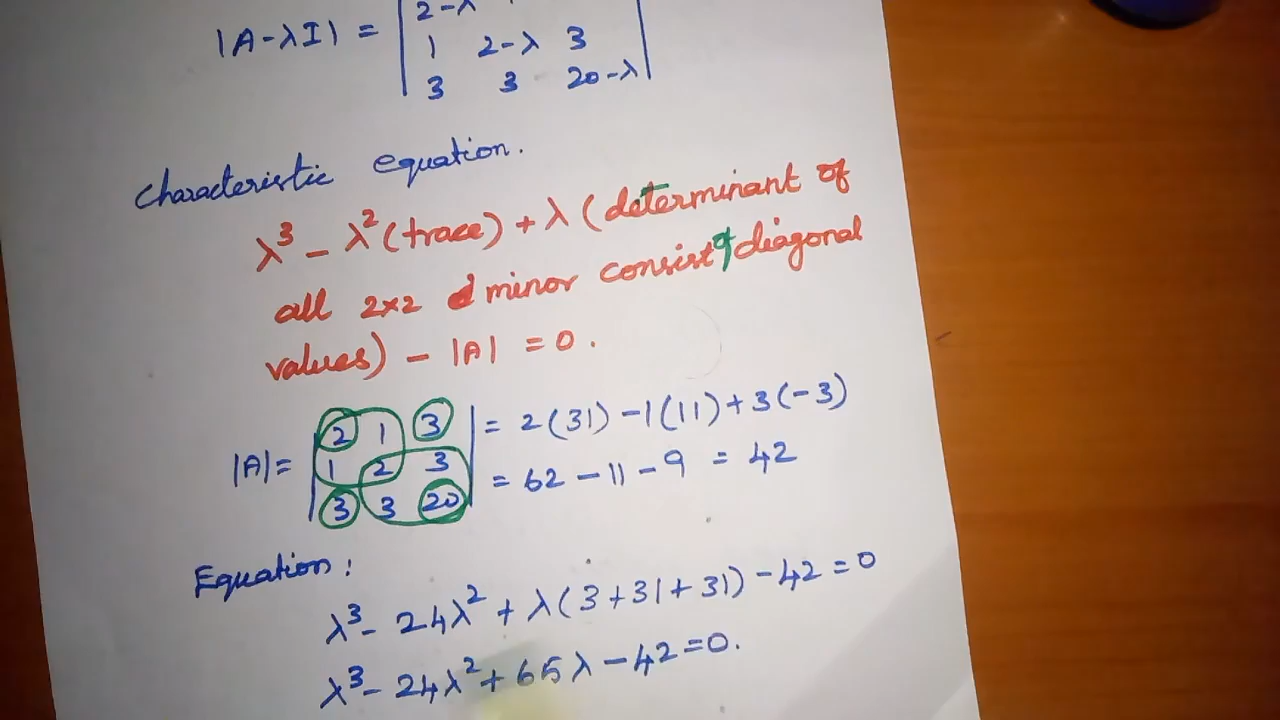 |A-λI| = | 2-λ
1 2-λ 3
3 3 20-λ |
Characteristic equation.
λ³ - λ²(trace) + λ (determinant of
all 2×2 minor consist of diagonal
values) - |A| = 0.
|A| = | 2 1 3 | = 2(31) -1(11) + 3(-3)
1 2 3 = 62 - 11 - 9 = 42
3 3 20
Equation:
λ³ - 24λ² + λ(3+31+31) - 42 = 0
λ³ - 24λ² + 65λ - 42 = 0.